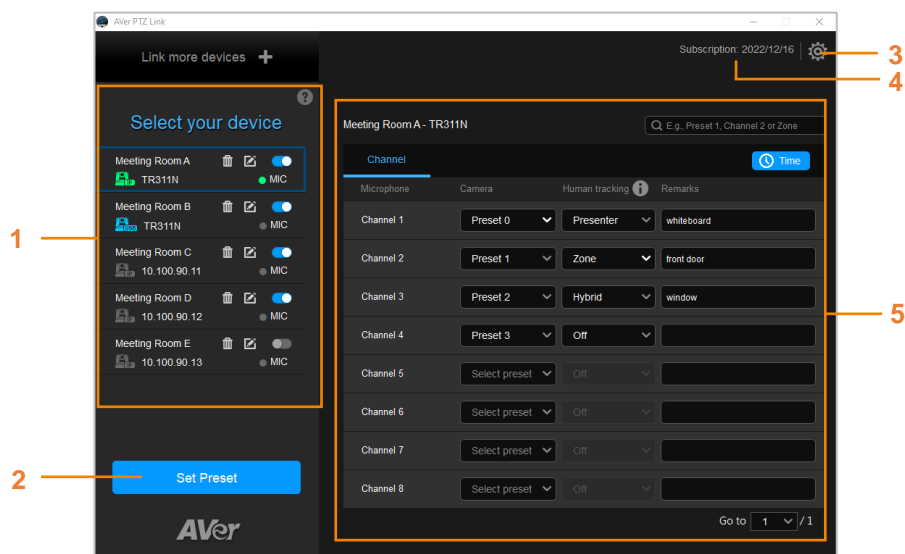 AVer PTZ Link
Link more devices +
Subscription: 2022/12/16
3
4
Select your device
?
Meeting Room A
IP TR311N MIC
Meeting Room B
USB TR311N MIC
Meeting Room C
IP 10.100.90.11 MIC
Meeting Room D
IP 10.100.90.12 MIC
Meeting Room E
IP 10.100.90.13 MIC
1
Set Preset
2
AVer
Meeting Room A - TR311N
E.g., Preset 1, Channel 2 or Zone
Channel
Time
Microphone Camera Human tracking i Remarks
Channel 1 Preset 0 Presenter whiteboard
Channel 2 Preset 1 Zone front door
Channel 3 Preset 2 Hybrid window
Channel 4 Preset 3 Off
Channel 5 Select preset Off
Channel 6 Select preset Off
Channel 7 Select preset Off
Channel 8 Select preset Off
Go to 1 / 1
5